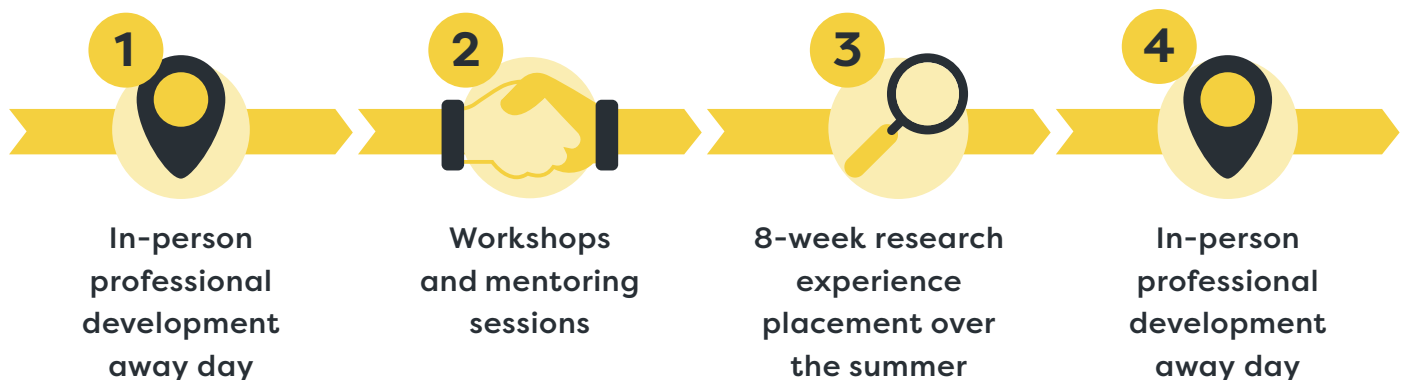 1
In-person
professional
development
away day
2
Workshops
and mentoring
sessions
3
8-week research
experience
placement over
the summer
4
In-person
professional
development
away day